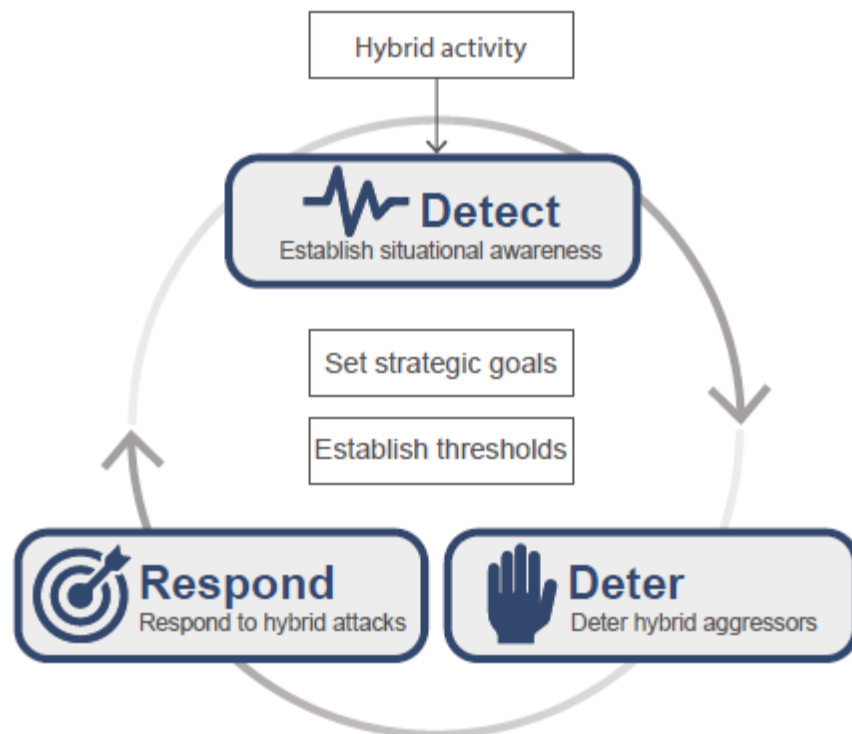 Hybrid activity
Detect
Establish situational awareness
Set strategic goals
Establish thresholds
Respond
Respond to hybrid attacks
Deter
Deter hybrid aggressors